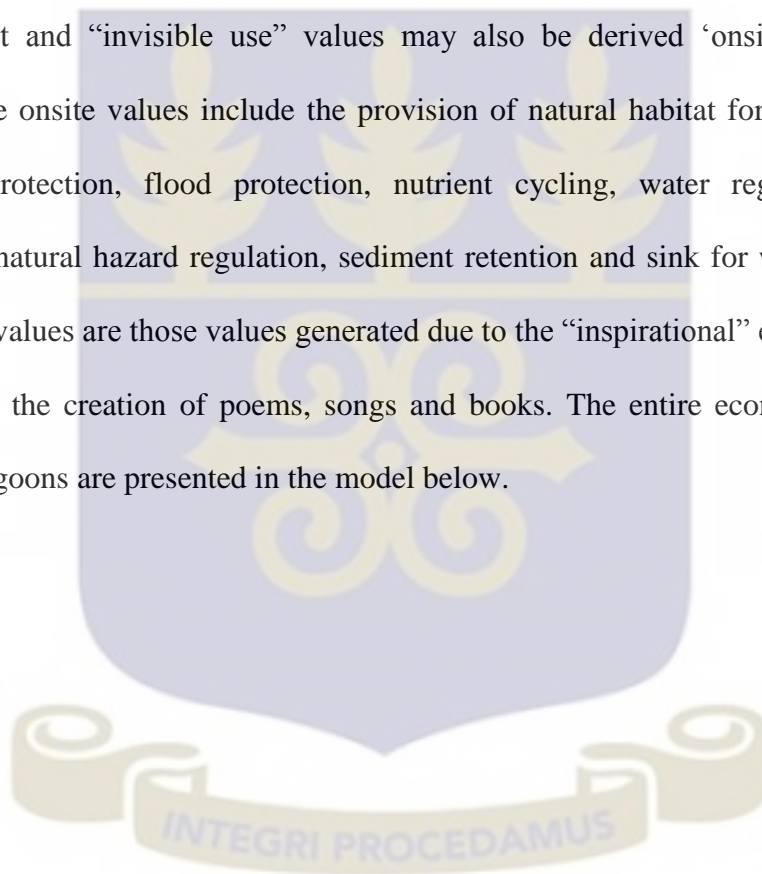 t and “invisible use” values may also be derived ‘onsi
e onsite values include the provision of natural habitat for
rotection, flood protection, nutrient cycling, water reg
natural hazard regulation, sediment retention and sink for
values are those values generated due to the “inspirational” e
the creation of poems, songs and books. The entire econ
goons are presented in the model below.
INTEGRI PROCEDAMUS